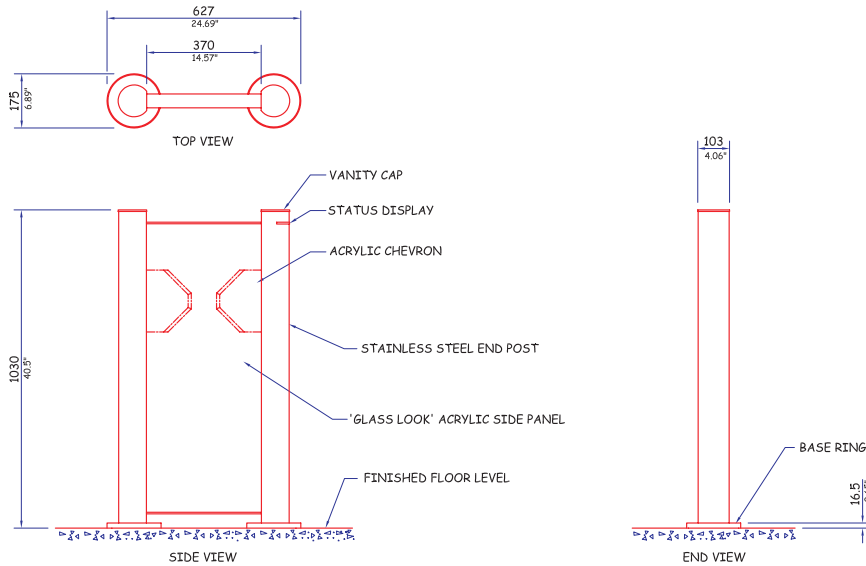 627
24.69"
370
14.57"
175
6.89"
TOP VIEW
103
4.06"
VANITY CAP
STATUS DISPLAY
ACRYLIC CHEVRON
STAINLESS STEEL END POST
1030
40.5"
'GLASS LOOK' ACRYLIC SIDE PANEL
BASE RING
FINISHED FLOOR LEVEL
16.5
SIDE VIEW
END VIEW